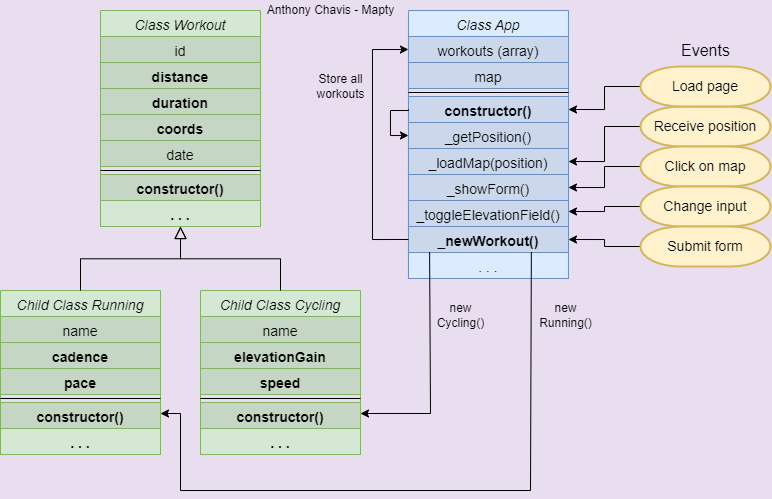 Anthony Chavis - Mapty
Class Workout
id
distance
duration
coords
date
constructor()
. . .
Child Class Running
name
cadence
pace
constructor()
. . .
Child Class Cycling
name
elevationGain
speed
constructor()
. . .
Store all
workouts
Class App
workouts (array)
map
constructor()
_getPosition()
_loadMap(position)
_showForm()
_toggleElevationField()
_newWorkout()
. . .
new
Cycling()
new
Running()
Events
Load page
Receive position
Click on map
Change input
Submit form